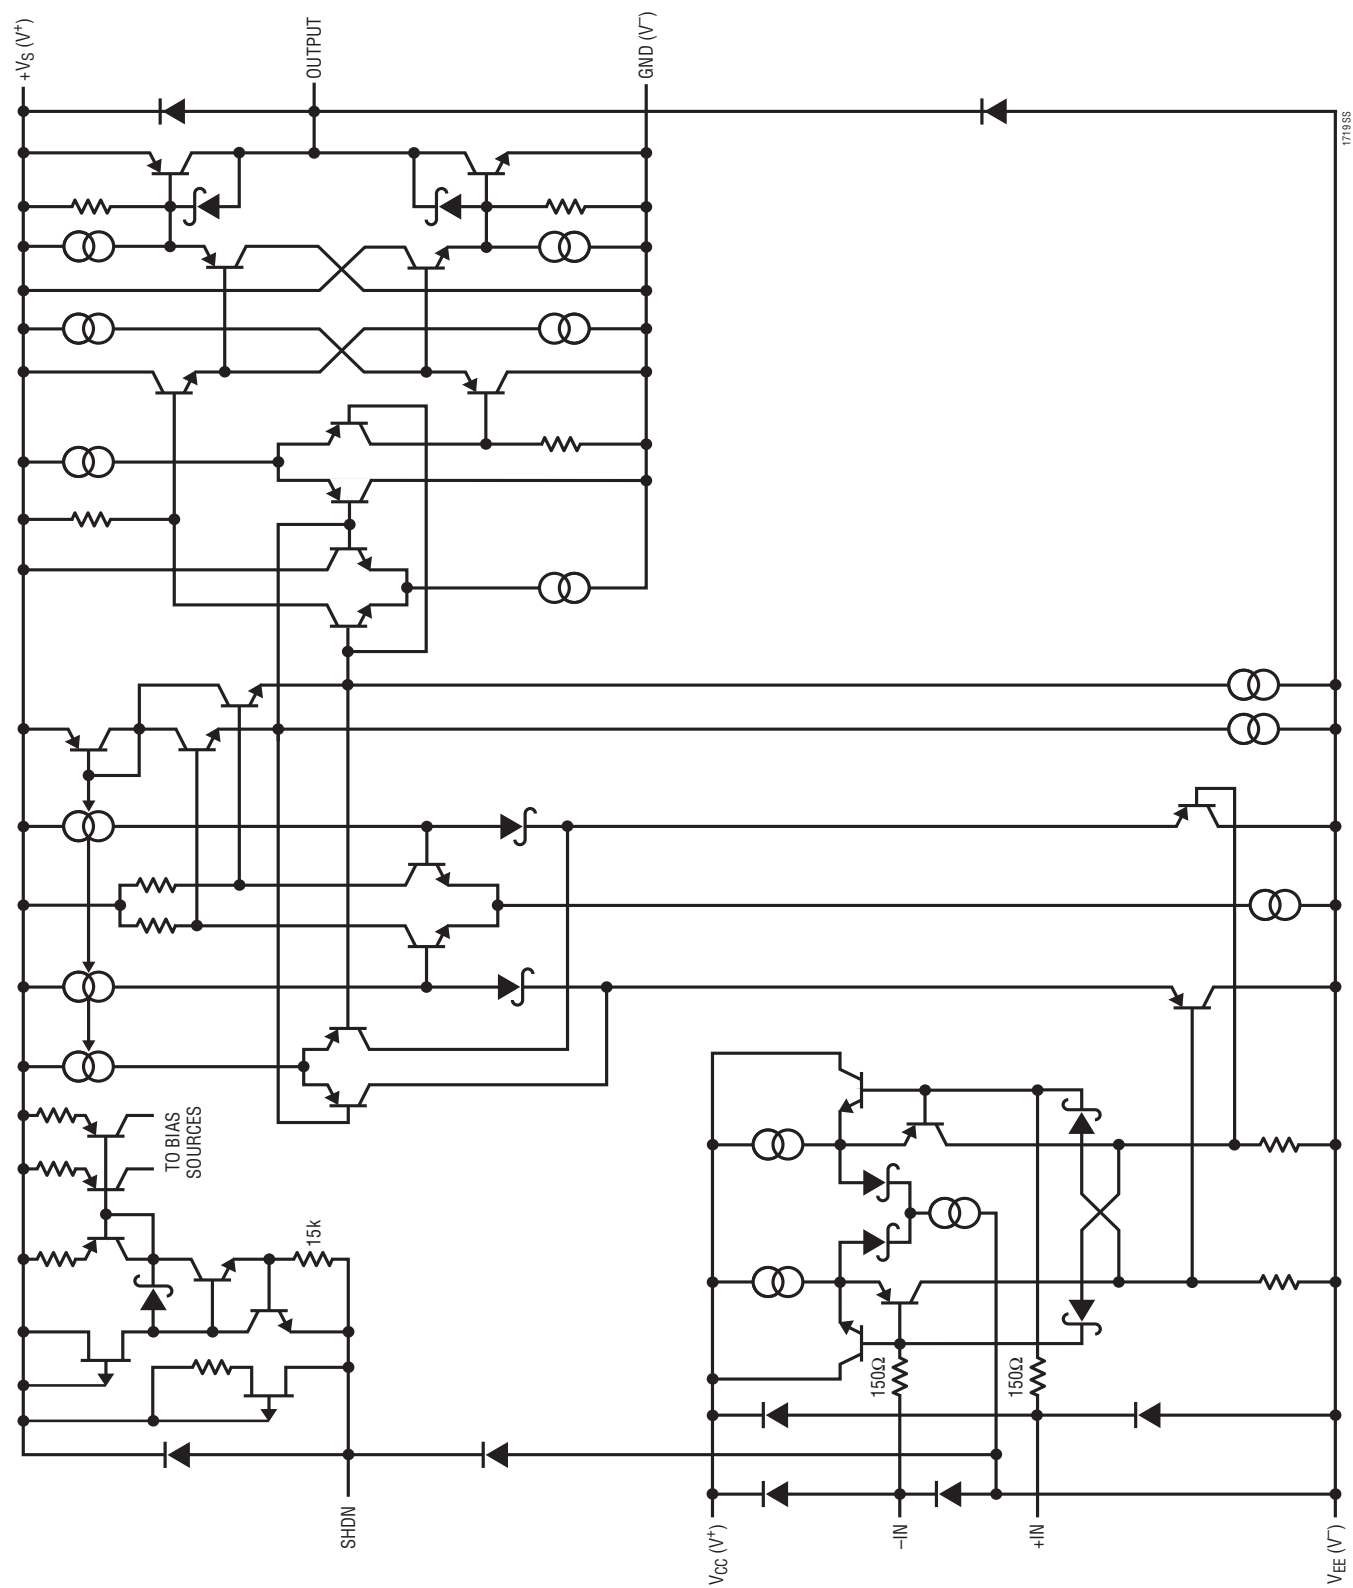 +VS (V+)
OUTPUT
GND (V–)
1719 SS
TO BIAS
SOURCES
15k
150Ω
150Ω
SHDN
VCC (V+)
–IN
+IN
VEE (V–)